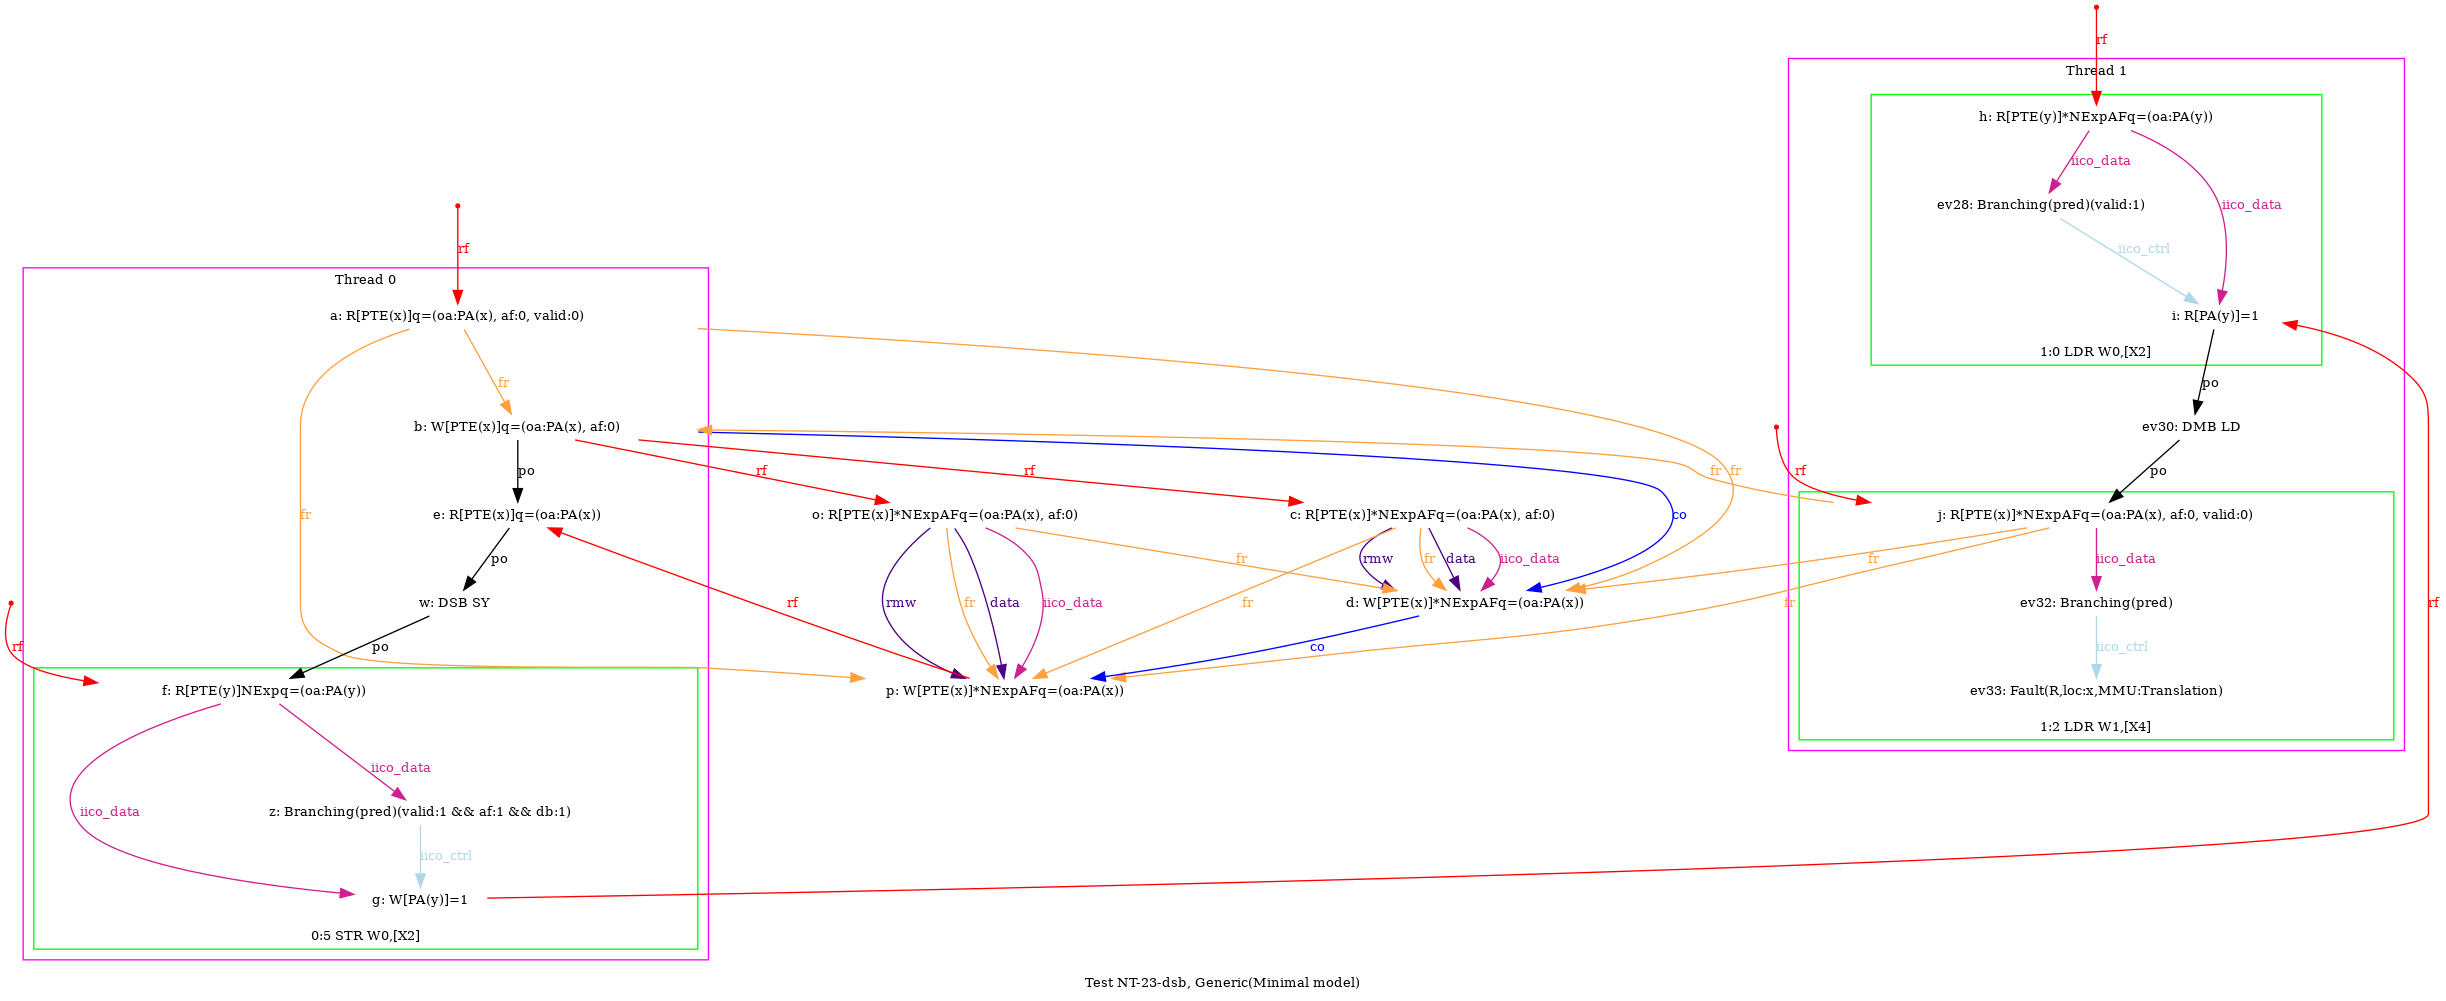 rf
Thread 1
h: R[PTE(y)]*NExpAFq=(oa:PA(y))
iico_data
ev28: Branching(pred)(valid:1)
iico_data
rf
iico_ctrl
Thread 0
a: R[PTE(x)]q=(oa:PA(x), af:0, valid:0)
i: R[PA(y)]=1
1:0 LDR W0,[X2]
fr
po
b: W[PTE(x)]q=(oa:PA(x), af:0)
ev30: DMB LD
po
rf
rf
fr
fr
rf
po
fr
e: R[PTE(x)]q=(oa:PA(x))
o: R[PTE(x)]*NExpAFq=(oa:PA(x), af:0)
c: R[PTE(x)]*NExpAFq=(oa:PA(x), af:0)
co
j: R[PTE(x)]*NExpAFq=(oa:PA(x), af:0, valid:0)
po
fr
rmw
fr
data
iico_data
fr
iico_data
w: DSB SY
rf
rmw
fr
data
iico_data
fr
d: W[PTE(x)]*NExpAFq=(oa:PA(x))
fr
ev32: Branching(pred)
rf
rf
po
co
iico_ctrl
f: R[PTE(y)]NExpq=(oa:PA(y))
p: W[PTE(x)]*NExpAFq=(oa:PA(x))
ev33: Fault(R,loc:x,MMU:Translation)
1:2 LDR W1,[X4]
iico_data
iico_data
z: Branching(pred)(valid:1 && af:1 && db:1)
iico_ctrl
g: W[PA(y)]=1
0:5 STR W0,[X2]
Test NT-23-dsb, Generic(Minimal model)